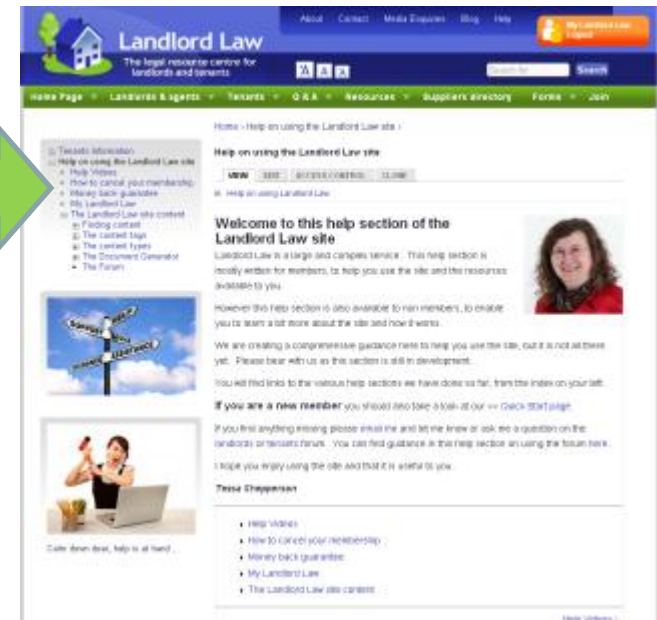 About Contact Media Enquiries Blog Help
My Landlord Law
Logout
Landlord Law
The legal resource centre for
landlords and tenants
A A A
Search
Home Page Landlords & agents Tenants Q & A Resources Suppliers directory Forms Join
Home › Help on using the Landlord Law site ›
Tenants information
Help on using the Landlord Law site
Help Videos
How to cancel your membership
Money back guarantee
My Landlord Law
The Landlord Law site content
Finding content
The content tags
The content types
The Document Generator
The Forum
Help on using the Landlord Law site
VIEW EDIT ACCESS CONTROL CLONE
Help on using Landlord Law
Welcome to this help section of the
Landlord Law site
Landlord Law is a large and complex service. This help section is
mostly written for members, to help you use the site and the resources
available to you.
However this help section is also available to non members, to enable
you to learn a bit more about the site and how it works.
We are creating a comprehensive guidance here to help you use the site, but it is not all there
yet. Please bear with us as this section is still in development.
You will find links to the various help sections we have done so far, from the index on your left.
If you are a new member you should also take a look at our >> Quick Start page
If you find anything missing please email me and let me know or ask me a question on the
landlords or tenants forum. You can find guidance in this help section on using the forum here.
I hope you enjoy using the site and that it is useful to you.
Tessa Shepperson
Help Videos
How to cancel your membership
Money back guarantee
My Landlord Law
The Landlord Law site content
Help Videos ›
HELP
SUPPORT
ASSISTANCE
Calm down dear, help is at hand ...